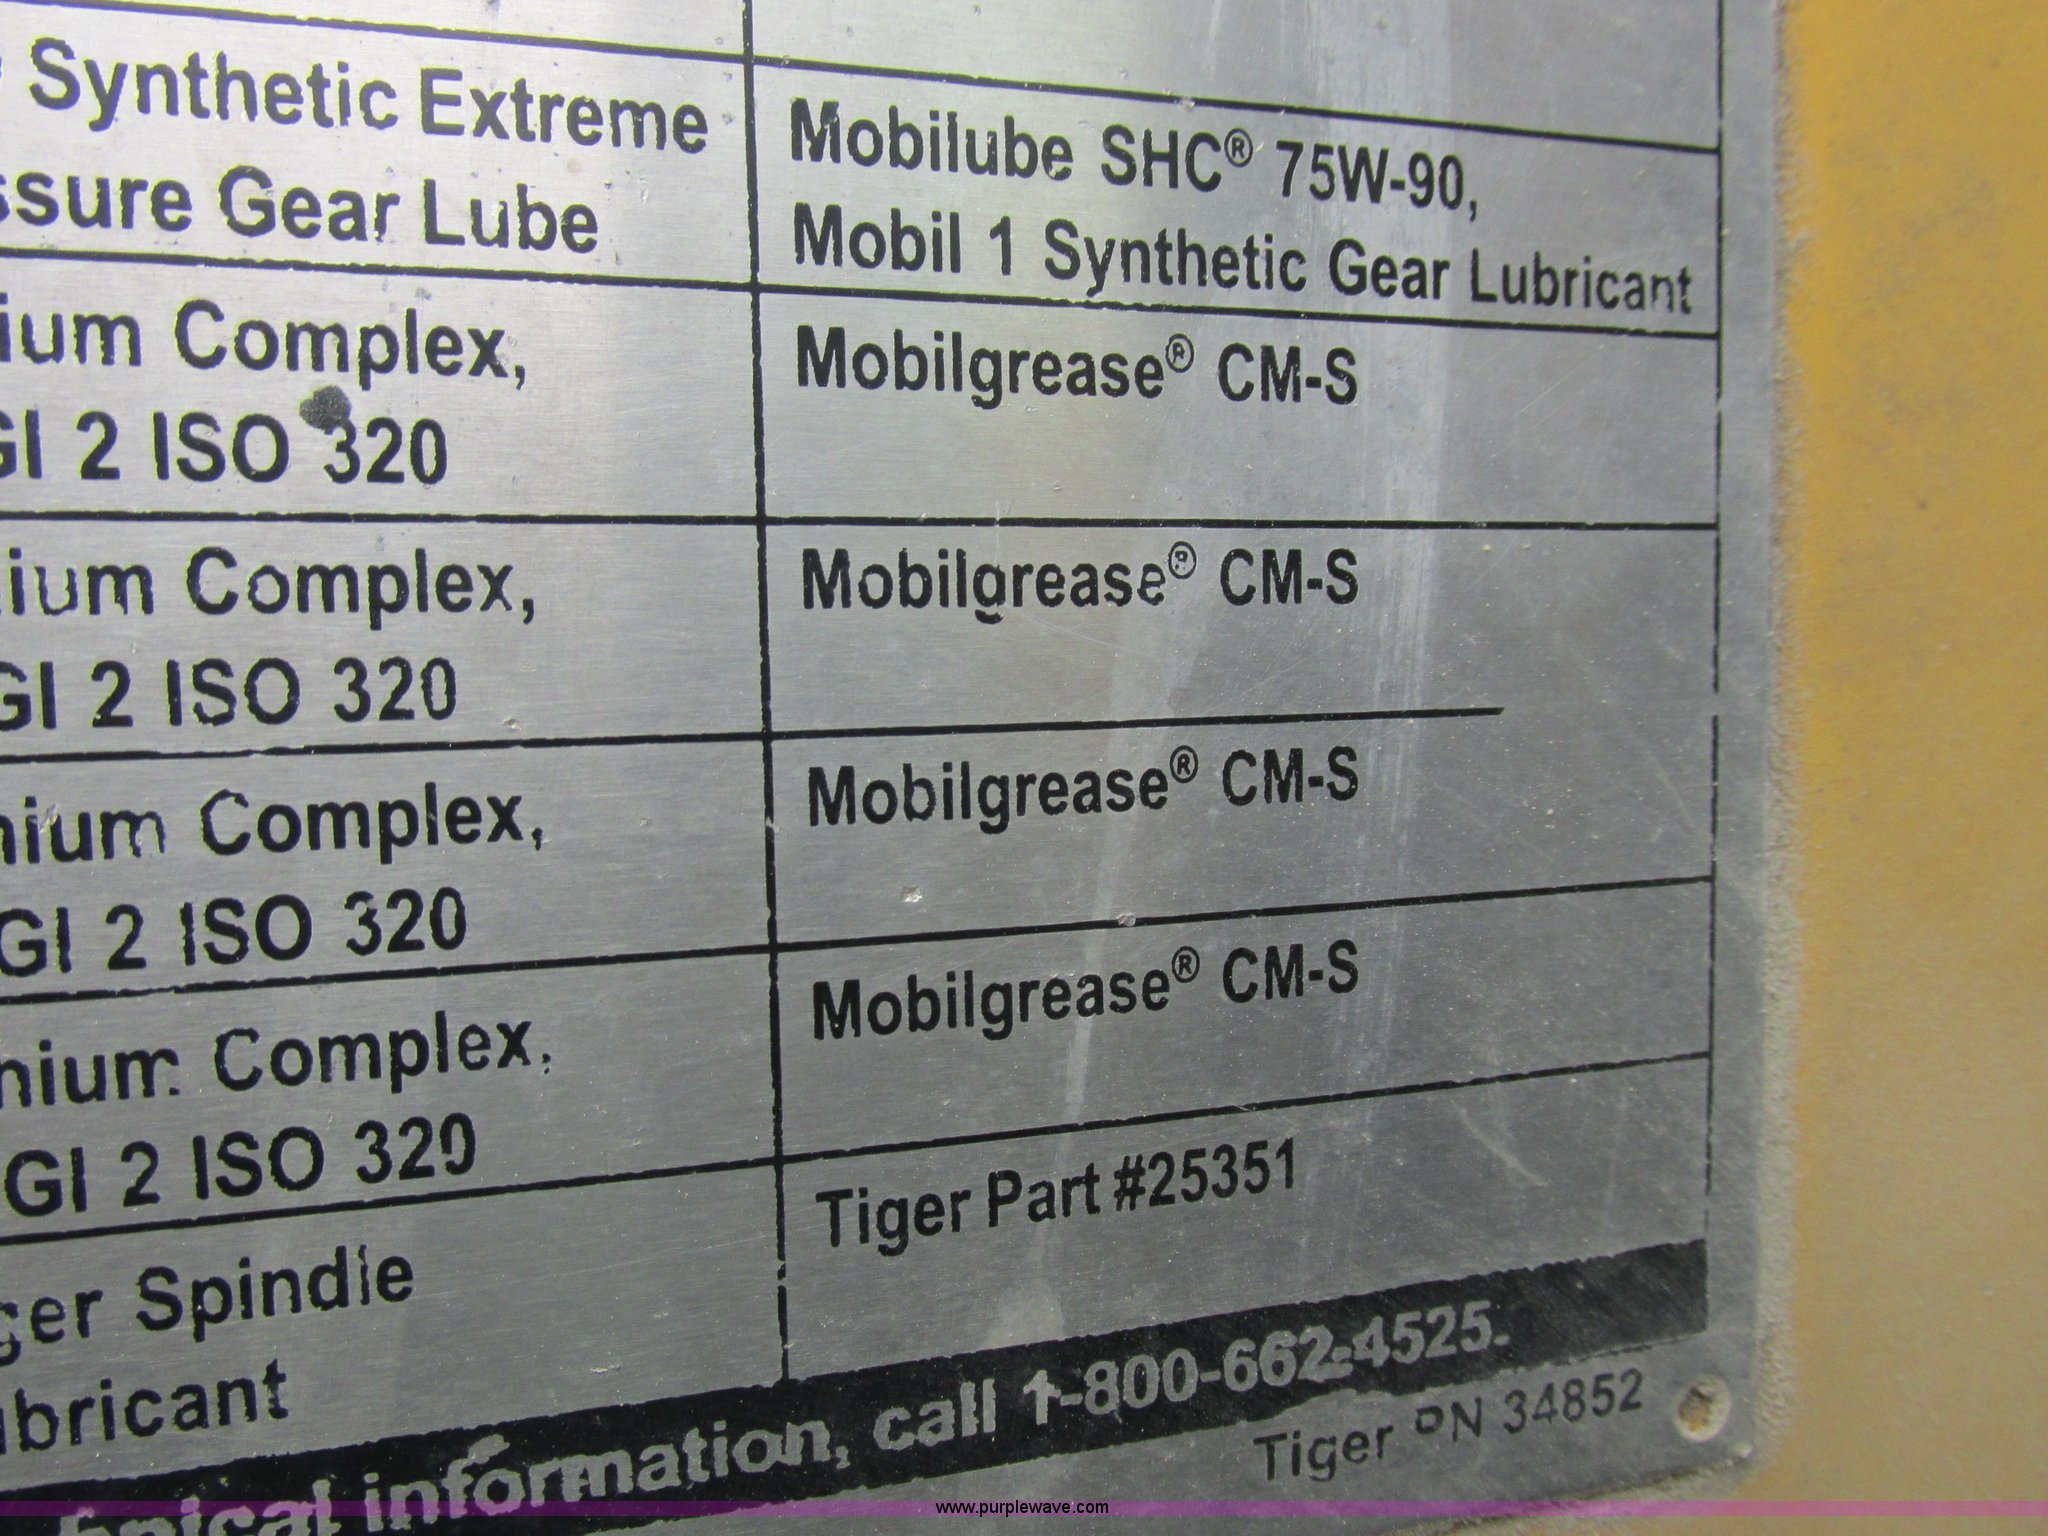 Synthetic Extreme
ssure Gear Lube
Mobilube SHC® 75W-90,
Mobil 1 Synthetic Gear Lubricant
ium Complex,
GI 2 ISO 320
Mobilgrease® CM-S
ium Complex,
GI 2 ISO 320
Mobilgrease® CM-S
nium Complex,
GI 2 ISO 320
Mobilgrease® CM-S
hium Complex,
GI 2 ISO 320
Mobilgrease® CM-S
ger Spindle
ubricant
Tiger Part #25351
hnical information, call 1-800-662-4525.
Tiger PN 34852
www.purplewave.com